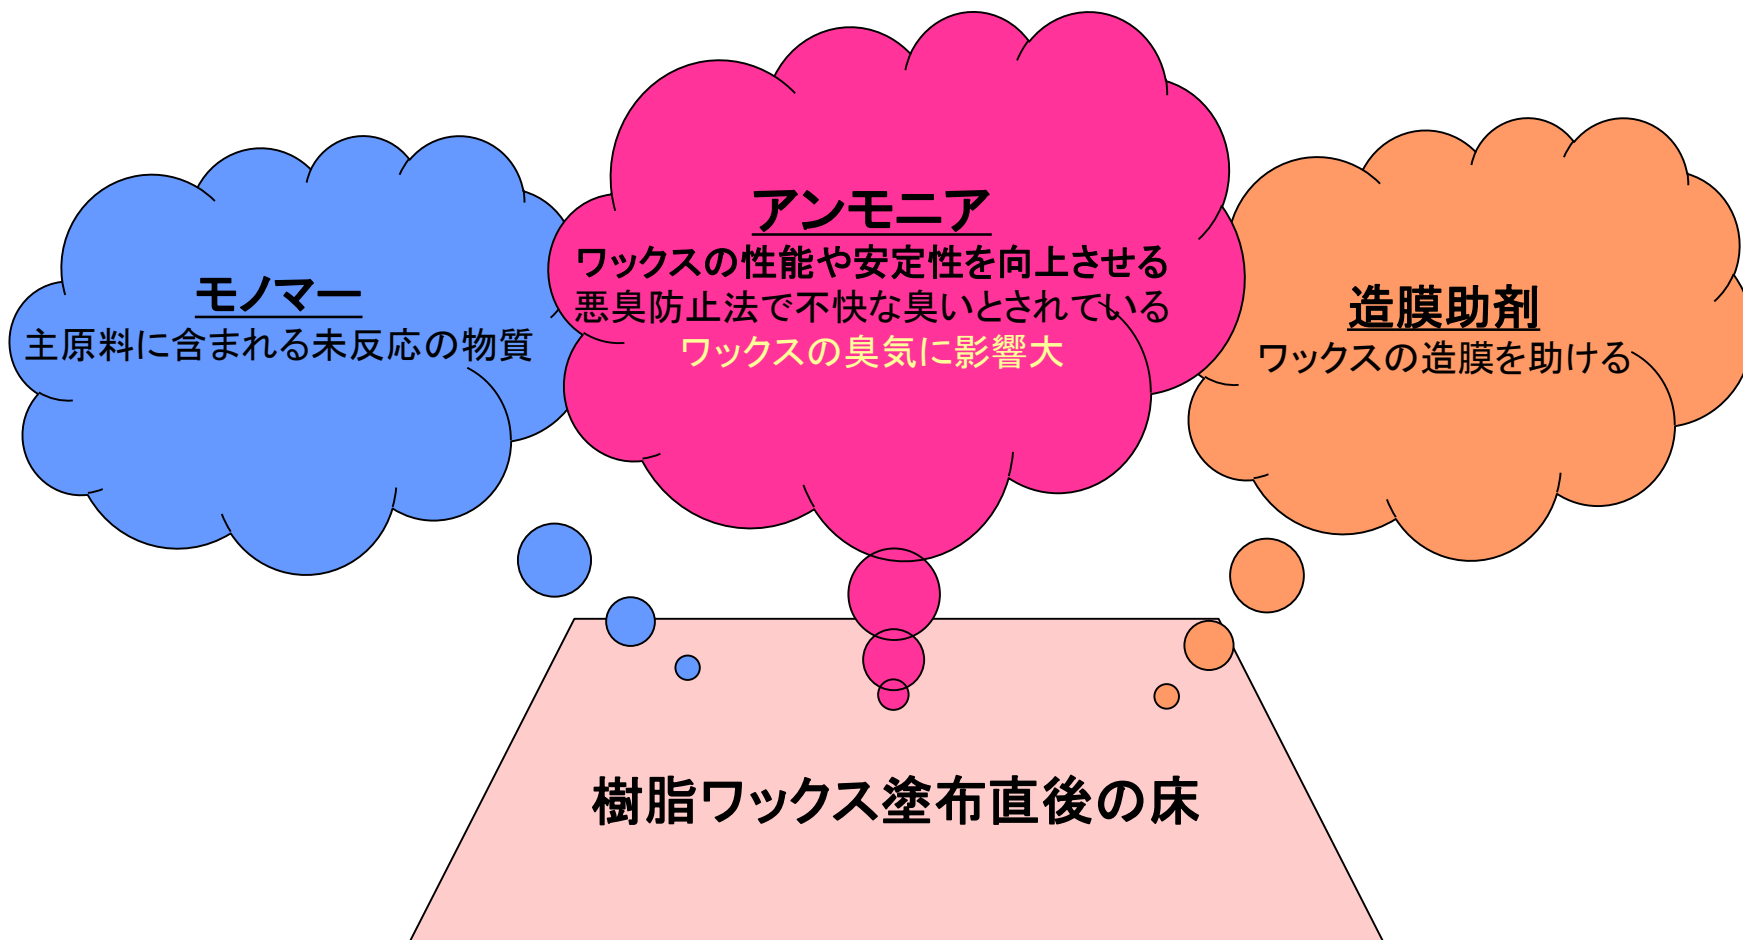 アンモニア
ワックスの性能や安定性を向上させる
悪臭防止法で不快な臭いとされている
ワックスの臭気に影響大
モノマー
主原料に含まれる未反応の物質
造膜助剤
ワックスの造膜を助ける
樹脂ワックス塗布直後の床